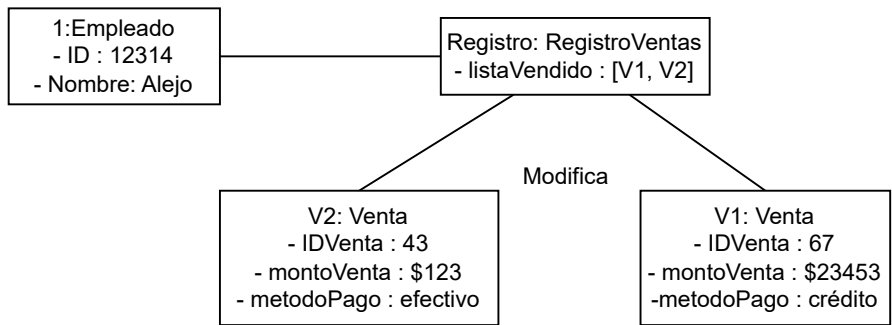 1:Empleado
- ID : 12314
- Nombre: Alejo
Registro: RegistroVentas
- listaVendido : [V1, V2]
Modifica
V2: Venta
- IDVenta : 43
- montoVenta : $123
- metodoPago : efectivo
V1: Venta
- IDVenta : 67
- montoVenta : $23453
-metodoPago : crédito